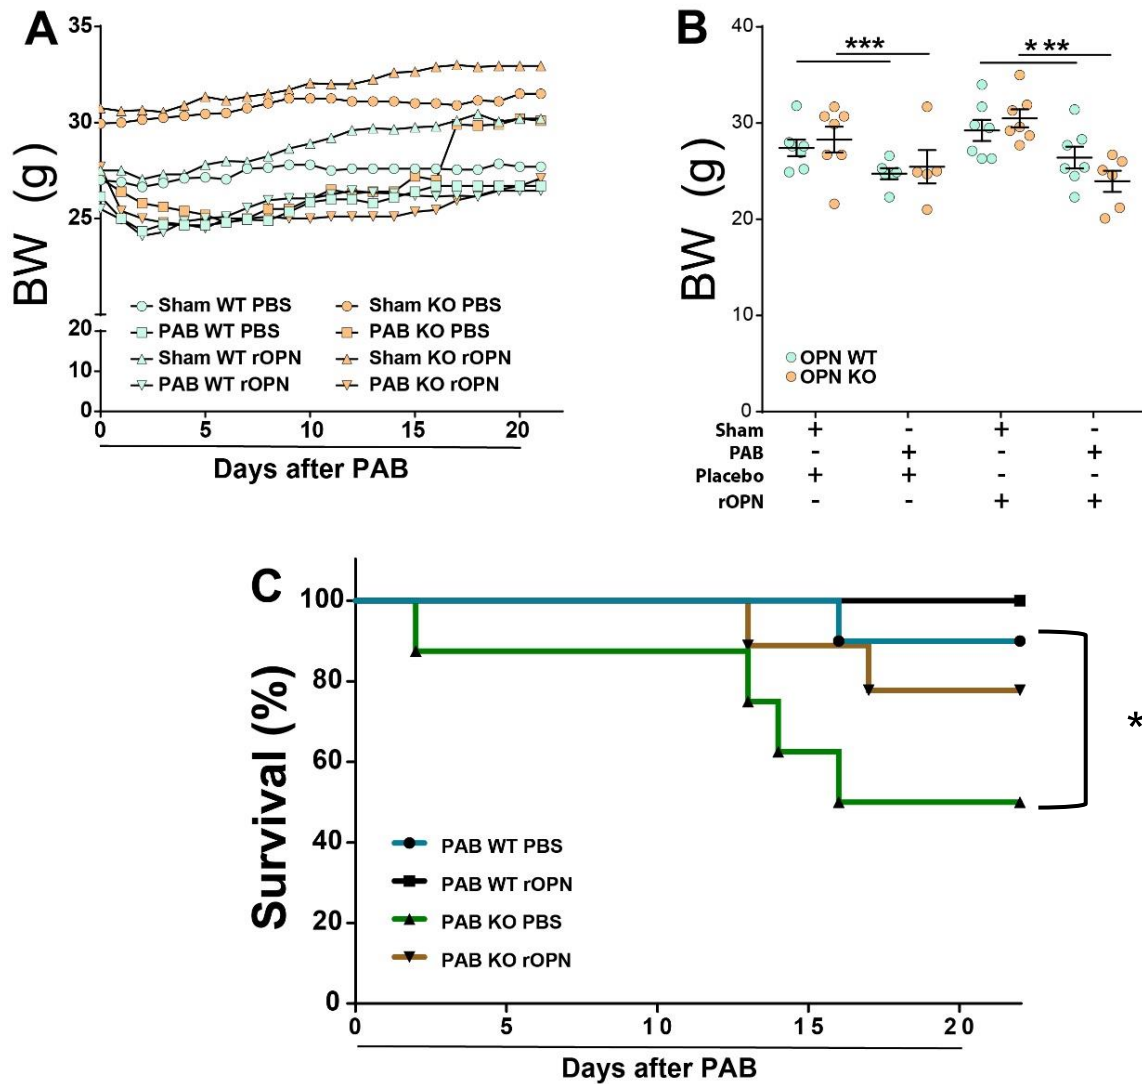 A
BW (g)
35
30
25
20
15
0
Sham WT PBS
PAB WT PBS
Sham WT rOPN
PAB WT rOPN
Sham KO PBS
PAB KO PBS
Sham KO rOPN
PAB KO rOPN
0 5 10 15 20
Days after PAB
B
BW (g)
40
30
20
10
0
***
* **
OPN WT
OPN KO
Sham + - + -
PAB - + - +
Placebo + + - -
rOPN - - + +
C
Survival (%)
100
80
60
40
20
0
*
PAB WT PBS
PAB WT rOPN
PAB KO PBS
PAB KO rOPN
0 5 10 15 20
Days after PAB